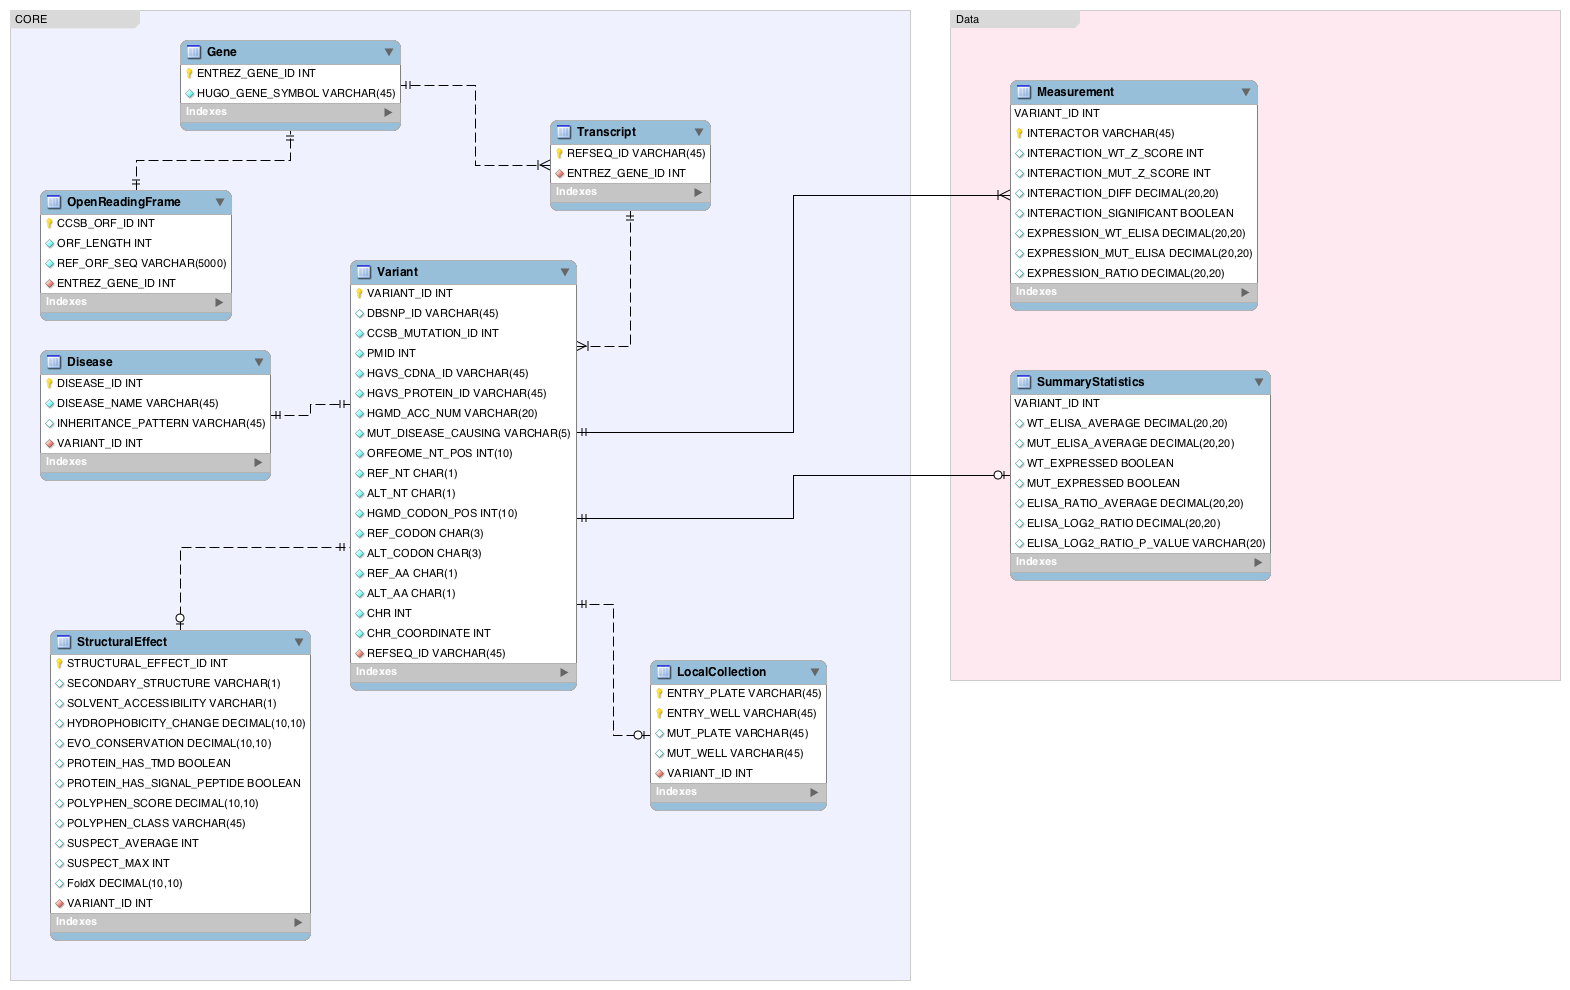 CORE
Gene
ENTREZ_GENE_ID INT
HUGO_GENE_SYMBOL VARCHAR(45)
Indexes
Transcript
REFSEQ_ID VARCHAR(45)
ENTREZ_GENE_ID INT
Indexes
OpenReadingFrame
CCSB_ORF_ID INT
ORF_LENGTH INT
REF_ORF_SEQ VARCHAR(5000)
ENTREZ_GENE_ID INT
Indexes
Variant
VARIANT_ID INT
DBSNP_ID VARCHAR(45)
CCSB_MUTATION_ID INT
PMID INT
HGVS_CDNA_ID VARCHAR(45)
HGVS_PROTEIN_ID VARCHAR(45)
HGMD_ACC_NUM VARCHAR(20)
MUT_DISEASE_CAUSING VARCHAR(5)
ORFEOME_NT_POS INT(10)
REF_NT CHAR(1)
ALT_NT CHAR(1)
HGMD_CODON_POS INT(10)
REF_CODON CHAR(3)
ALT_CODON CHAR(3)
REF_AA CHAR(1)
ALT_AA CHAR(1)
CHR INT
CHR_COORDINATE INT
REFSEQ_ID VARCHAR(45)
Indexes
Disease
DISEASE_ID INT
DISEASE_NAME VARCHAR(45)
INHERITANCE_PATTERN VARCHAR(45)
VARIANT_ID INT
Indexes
StructuralEffect
STRUCTURAL_EFFECT_ID INT
SECONDARY_STRUCTURE VARCHAR(1)
SOLVENT_ACCESSIBILITY VARCHAR(1)
HYDROPHOBICITY_CHANGE DECIMAL(10,10)
EVO_CONSERVATION DECIMAL(10,10)
PROTEIN_HAS_TMD BOOLEAN
PROTEIN_HAS_SIGNAL_PEPTIDE BOOLEAN
POLYPHEN_SCORE DECIMAL(10,10)
POLYPHEN_CLASS VARCHAR(45)
SUSPECT_AVERAGE INT
SUSPECT_MAX INT
FoldX DECIMAL(10,10)
VARIANT_ID INT
Indexes
LocalCollection
ENTRY_PLATE VARCHAR(45)
ENTRY_WELL VARCHAR(45)
MUT_PLATE VARCHAR(45)
MUT_WELL VARCHAR(45)
VARIANT_ID INT
Indexes
Data
Measurement
VARIANT_ID INT
INTERACTOR VARCHAR(45)
INTERACTION_WT_Z_SCORE INT
INTERACTION_MUT_Z_SCORE INT
INTERACTION_DIFF DECIMAL(20,20)
INTERACTION_SIGNIFICANT BOOLEAN
EXPRESSION_WT_ELISA DECIMAL(20,20)
EXPRESSION_MUT_ELISA DECIMAL(20,20)
EXPRESSION_RATIO DECIMAL(20,20)
Indexes
SummaryStatistics
VARIANT_ID INT
WT_ELISA_AVERAGE DECIMAL(20,20)
MUT_ELISA_AVERAGE DECIMAL(20,20)
WT_EXPRESSED BOOLEAN
MUT_EXPRESSED BOOLEAN
ELISA_RATIO_AVERAGE DECIMAL(20,20)
ELISA_LOG2_RATIO DECIMAL(20,20)
ELISA_LOG2_RATIO_P_VALUE VARCHAR(20)
Indexes